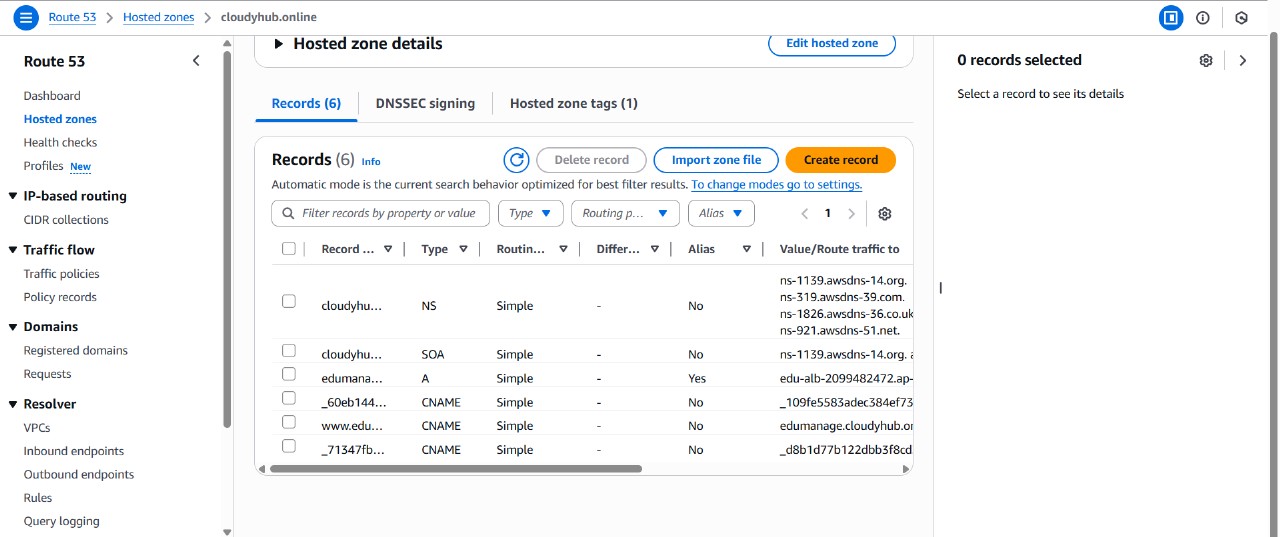 Route 53 > Hosted zones > cloudyhub.online
Route 53
Dashboard
Hosted zones
Health checks
Profiles New
IP-based routing
CIDR collections
Traffic flow
Traffic policies
Policy records
Domains
Registered domains
Requests
Resolver
VPCs
Inbound endpoints
Outbound endpoints
Rules
Query logging
Hosted zone details
Edit hosted zone
Records (6) DNSSEC signing Hosted zone tags (1)
Records (6) Info Delete record Import zone file Create record
Automatic mode is the current search behavior optimized for best filter results. To change modes go to settings.
Filter records by property or value Type Routing p... Alias 1
Record ... Type Routin... Differ... Alias Value/Route traffic to
cloudyhu... NS Simple - No
ns-1139.awsdns-14.org.
ns-319.awsdns-39.com.
ns-1826.awsdns-36.co.uk
ns-921.awsdns-51.net.
cloudyhu... SOA Simple - No ns-1139.awsdns-14.org. a
edumana... A Simple - Yes edu-alb-2099482472.ap-
_60eb144... CNAME Simple - No _109fe5583adec384ef73
www.edu... CNAME Simple - No edumanage.cloudyhub.or
_71347fb... CNAME Simple - No _d8b1d77b122dbb3f8cd
0 records selected
Select a record to see its details